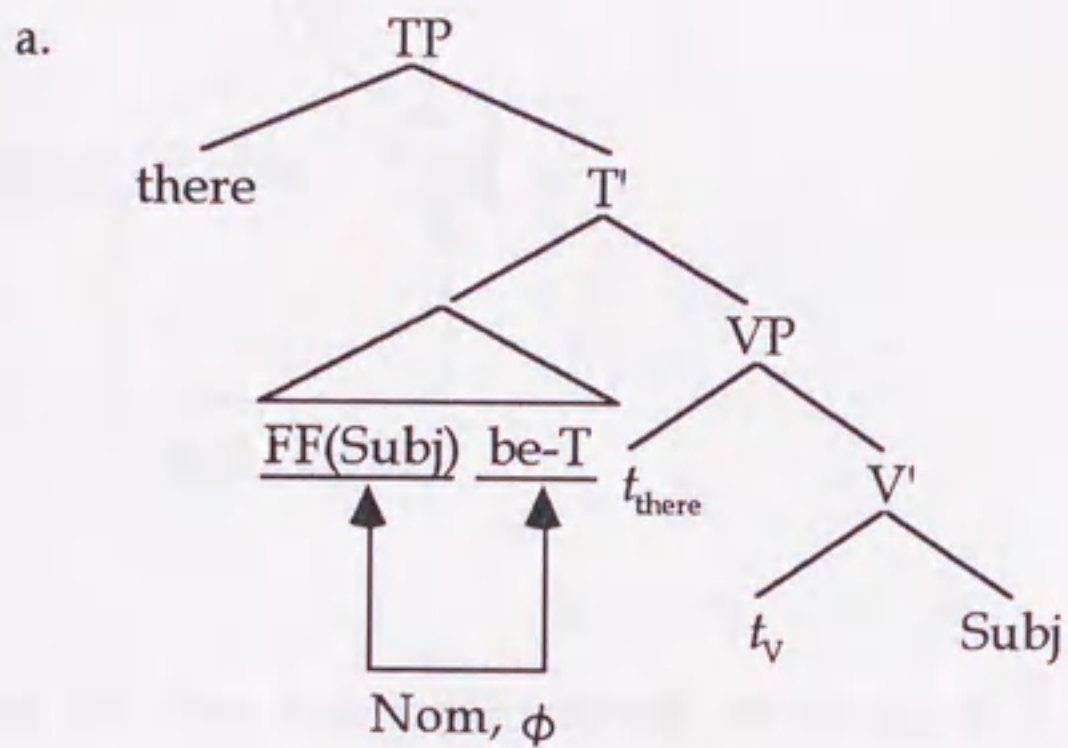 a. TP
there T'
VP
FF(Subj) be-T t_there V'
t_V Subj
Nom, ϕ